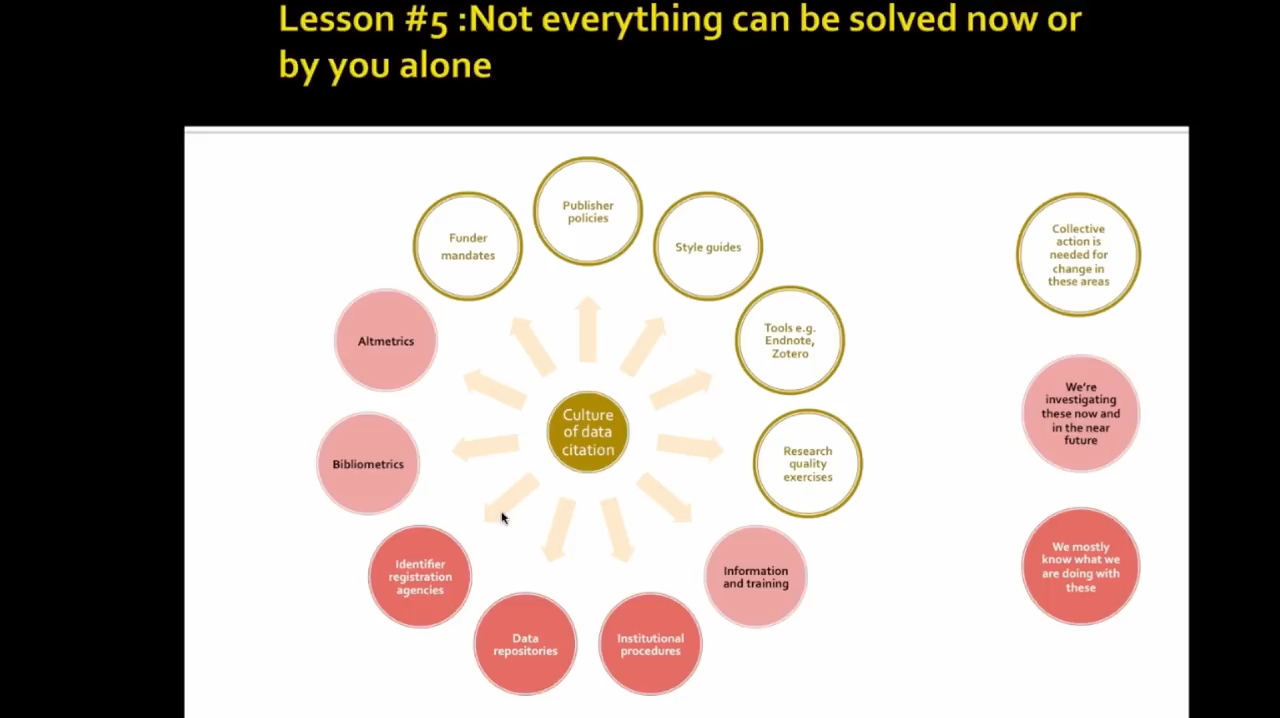 Lesson #5 :Not everything can be solved now or
by you alone
Publisher
policies
Funder
mandates
Style guides
Tools e.g.
Endnote,
Zotero
Research
quality
exercises
Information
and training
Institutional
procedures
Data
repositories
Identifier
registration
agencies
Bibliometrics
Altmetrics
Culture
of data
citation
Collective
action is
needed for
change in
these areas
We're
investigating
these now and
in the near
future
We mostly
know what we
are doing with
these